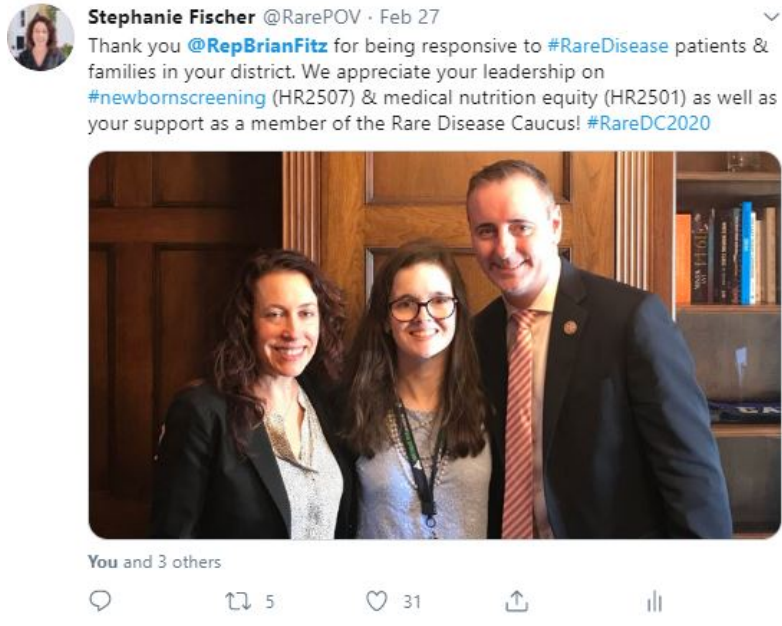 Stephanie Fischer @RarePOV · Feb 27
Thank you @RepBrianFitz for being responsive to #RareDisease patients &
families in your district. We appreciate your leadership on
#newbornscreening (HR2507) & medical nutrition equity (HR2501) as well as
your support as a member of the Rare Disease Caucus! #RareDC2020
1944
You and 3 others
5
31